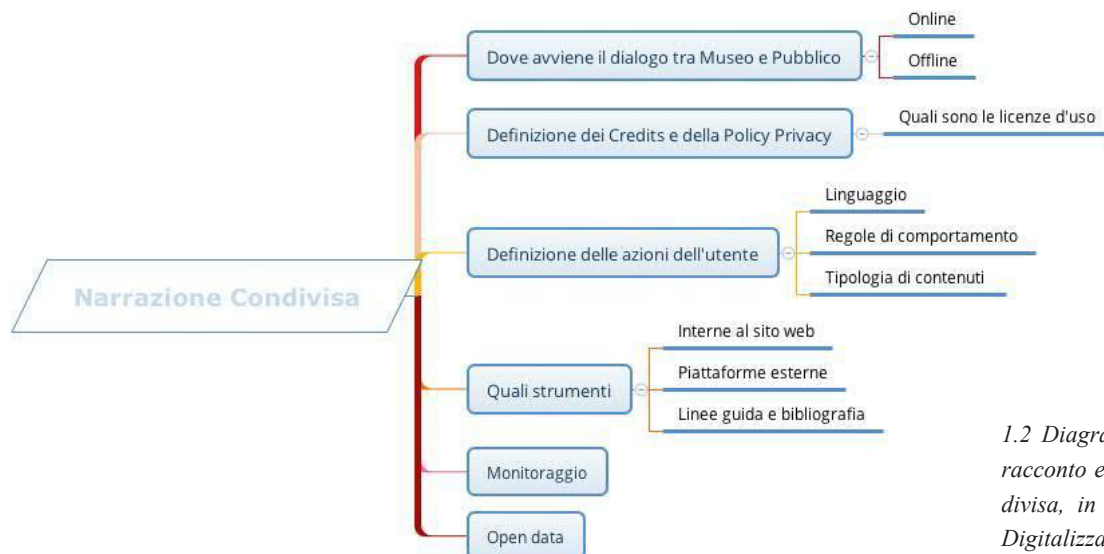 Narrazione Condivisa
Dove avviene il dialogo tra Museo e Pubblico
Online
Offline
Definizione dei Credits e della Policy Privacy
Quali sono le licenze d'uso
Definizione delle azioni dell'utente
Linguaggio
Regole di comportamento
Tipologia di contenuti
Quali strumenti
Interne al sito web
Piattaforme esterne
Linee guida e bibliografia
Monitoraggio
Open data
1.2 Diagra
racconto e
divisa, in
Digitalizza